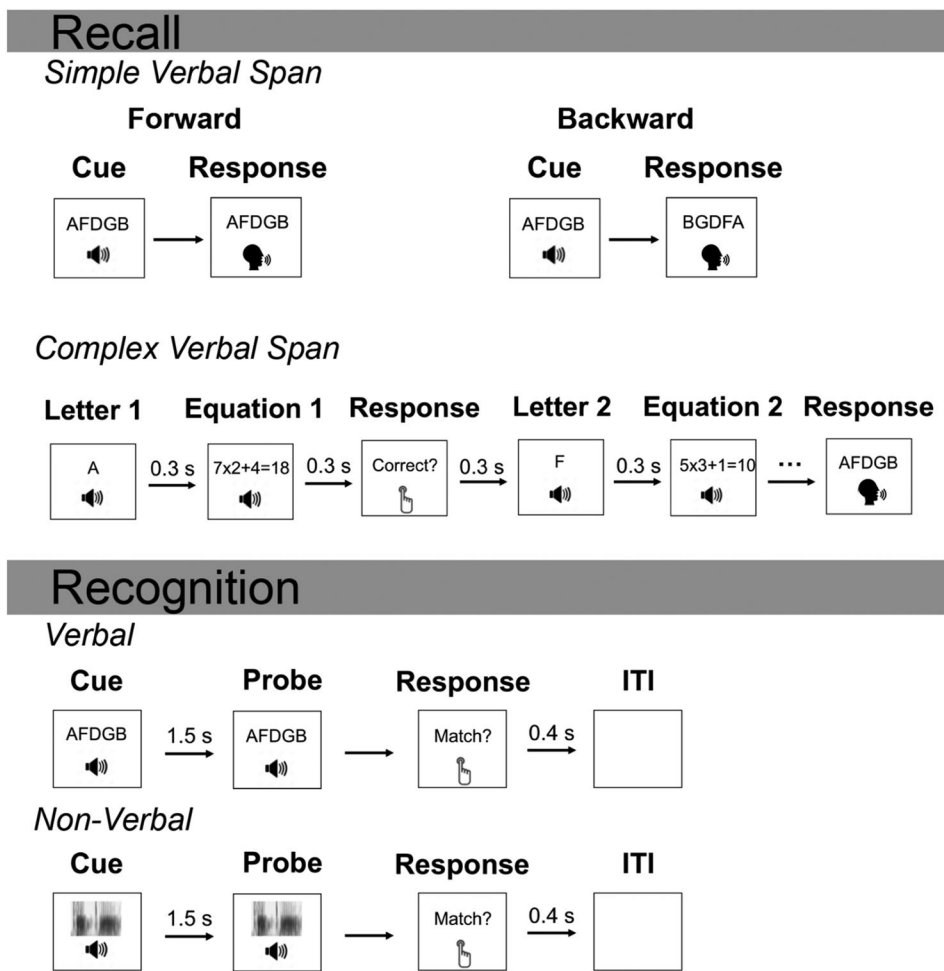 Recall
Simple Verbal Span
Forward Backward
Cue Response Cue Response
AFDGB AFDGB AFDGB BGDFA
Complex Verbal Span
Letter 1 Equation 1 Response Letter 2 Equation 2 Response
A 0.3 s 7x2+4=18 0.3 s Correct? 0.3 s F 0.3 s 5x3+1=10 ... AFDGB
Recognition
Verbal
Cue Probe Response ITI
AFDGB 1.5 s AFDGB Match? 0.4 s
Non-Verbal
Cue Probe Response ITI
1.5 s Match? 0.4 s